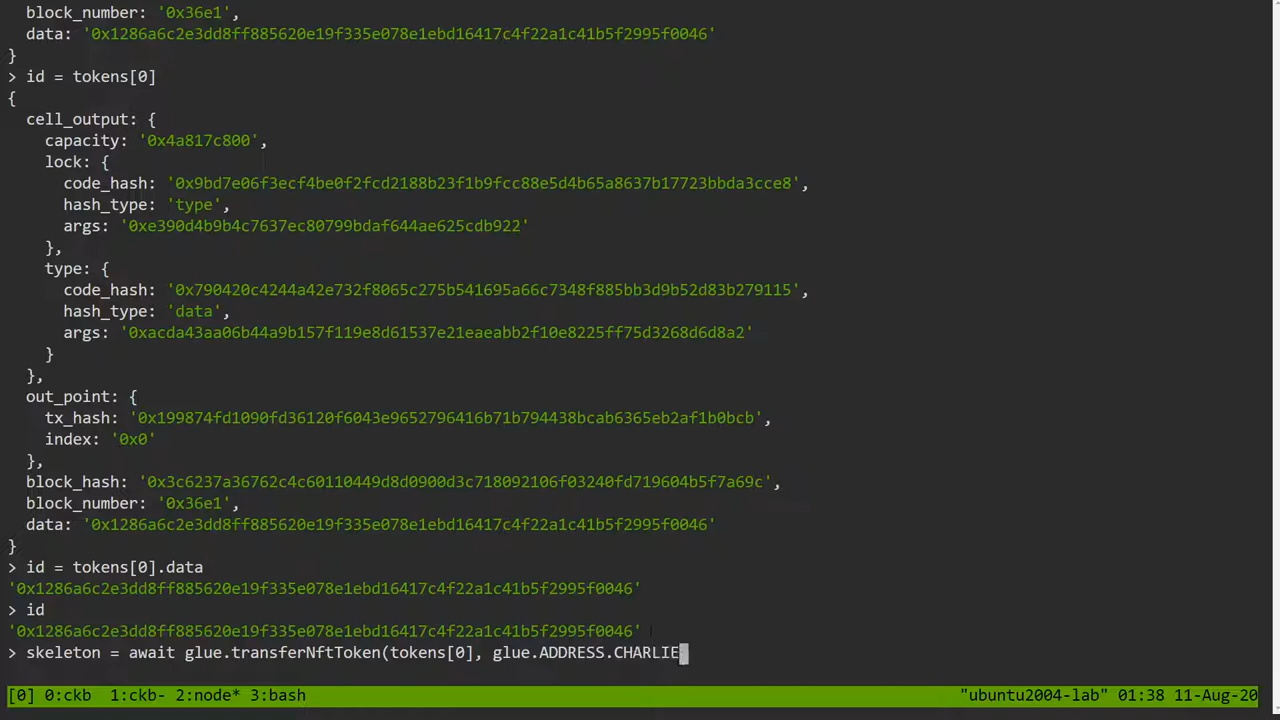 block_number: '0x36e1',
  data: '0x1286a6c2e3dd8ff885620e19f335e078e1ebd16417c4f22a1c41b5f2995f0046'
}
> id = tokens[0]
{
  cell_output: {
    capacity: '0x4a817c800',
    lock: {
      code_hash: '0x9bd7e06f3ecf4be0f2fcd2188b23f1b9fcc88e5d4b65a8637b17723bbda3cce8',
      hash_type: 'type',
      args: '0xe390d4b9b4c7637ec80799bdaf644ae625cdb922'
    },
    type: {
      code_hash: '0x790420c4244a42e732f8065c275b541695a66c7348f885bb3d9b52d83b279115',
      hash_type: 'data',
      args: '0xacda43aa06b44a9b157f119e8d61537e21eaeabb2f10e8225ff75d3268d6d8a2'
    }
  },
  out_point: {
    tx_hash: '0x199874fd1090fd36120f6043e9652796416b71b794438bcab6365eb2af1b0bcb',
    index: '0x0'
  },
  block_hash: '0x3c6237a36762c4c60110449d8d0900d3c718092106f03240fd719604b5f7a69c',
  block_number: '0x36e1',
  data: '0x1286a6c2e3dd8ff885620e19f335e078e1ebd16417c4f22a1c41b5f2995f0046'
}
> id = tokens[0].data
'0x1286a6c2e3dd8ff885620e19f335e078e1ebd16417c4f22a1c41b5f2995f0046'
> id
'0x1286a6c2e3dd8ff885620e19f335e078e1ebd16417c4f22a1c41b5f2995f0046'
> skeleton = await glue.transferNftToken(tokens[0], glue.ADDRESS.CHARLIE
[0] 0:ckb  1:ckb- 2:node* 3:bash "ubuntu2004-lab" 01:38 11-Aug-20